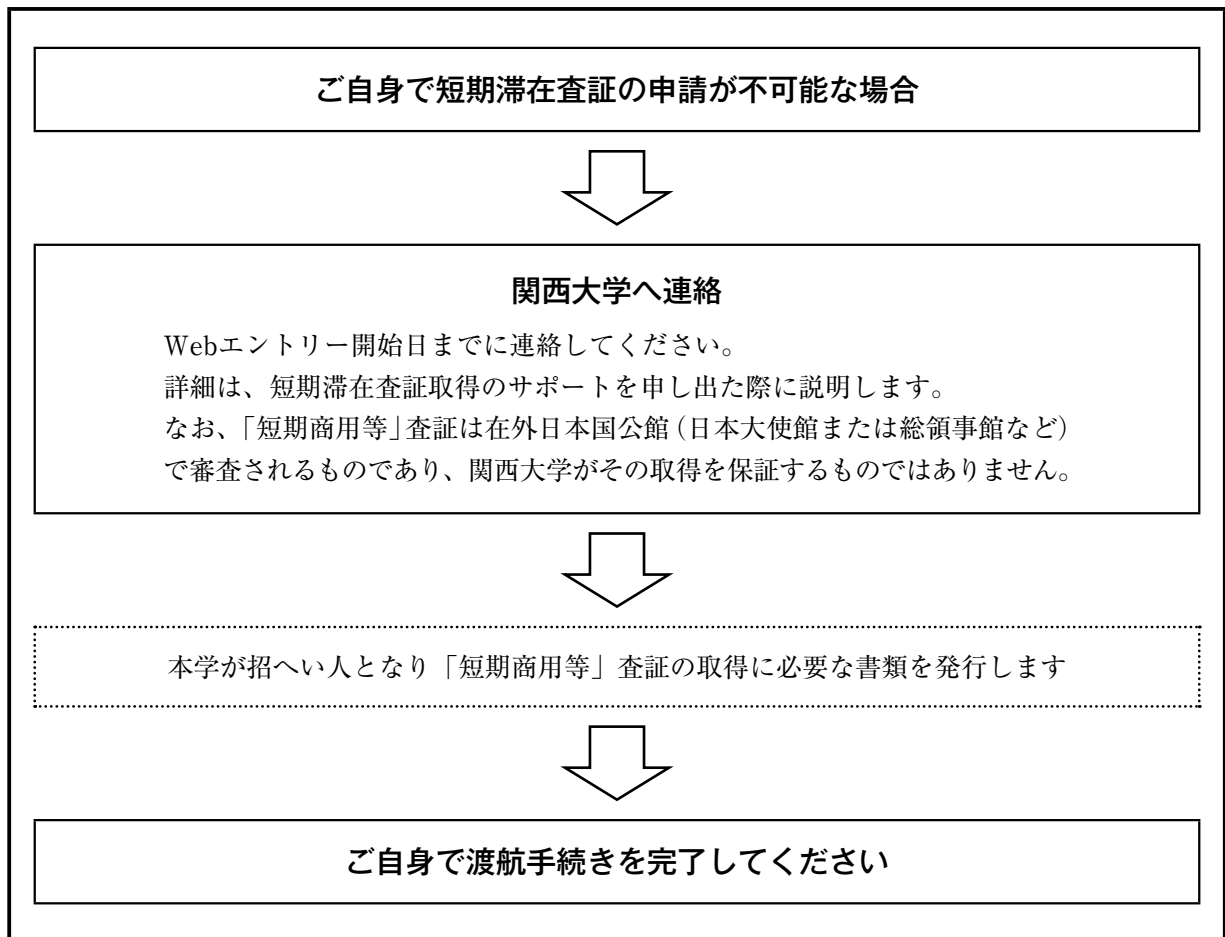 ご自身で短期滞在査証の申請が不可能な場合
関西大学へ連絡
Webエントリー開始日までに連絡してください。
詳細は、短期滞在査証取得のサポートを申し出た際に説明します。
なお、「短期商用等」査証は在外日本国公館（日本大使館または総領事館など）
で審査されるものであり、関西大学がその取得を保証するものではありません。
本学が招へい人となり「短期商用等」査証の取得に必要な書類を発行します
ご自身で渡航手続きを完了してください